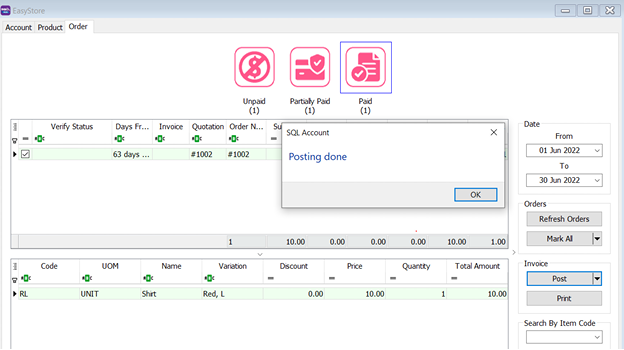 EasyStore
Account Product Order
Unpaid
(1)
Partially Paid
(1)
Paid
(1)
Verify Status Days Fr... Invoice Quotation Order N... Su
63 days ... #1002 #1002
1 10.00 0.00 0.00 0.00 10.00 1.00
SQL Account
Posting done
OK
Code UOM Name Variation Discount Price Quantity Total Amount
RL UNIT Shirt Red, L 0.00 10.00 1 10.00
Date
From
01 Jun 2022
To
30 Jun 2022
Orders
Refresh Orders
Mark All
Invoice
Post
Print
Search By Item Code